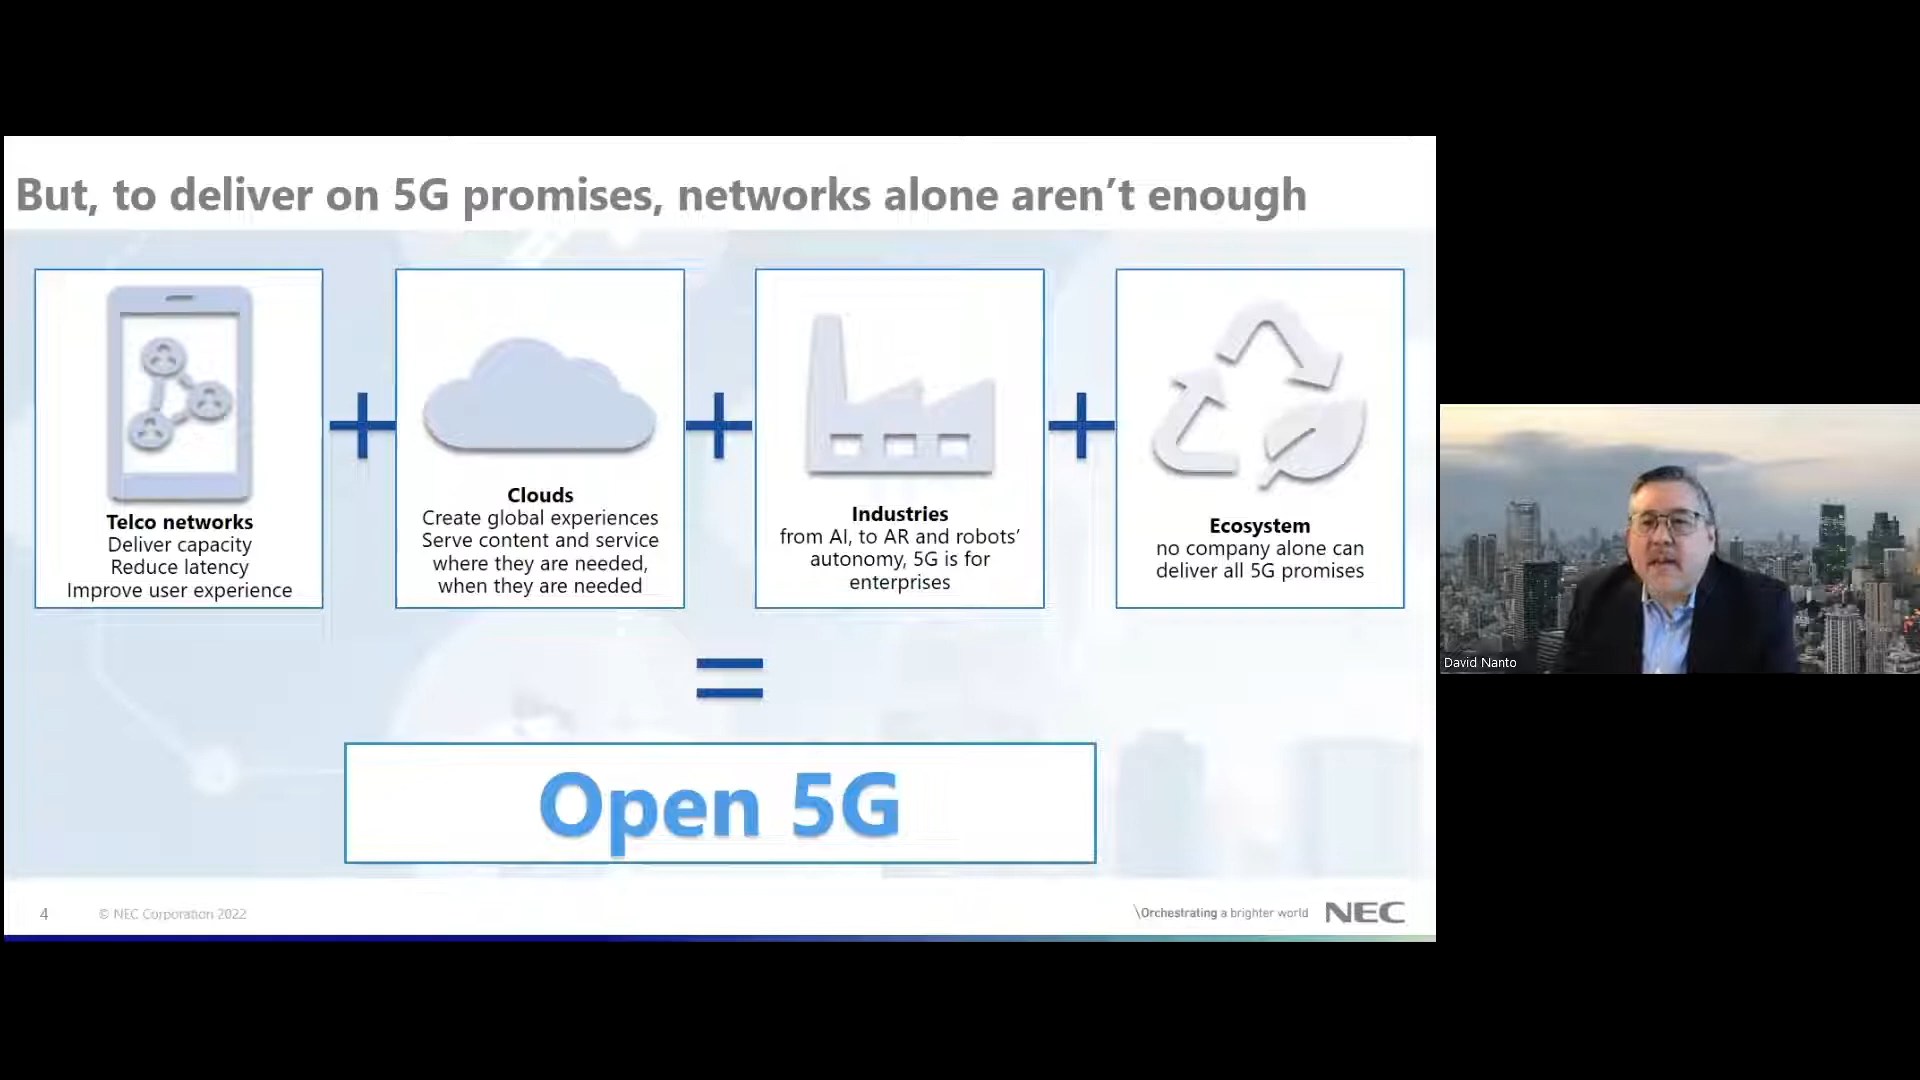 But, to deliver on 5G promises, networks alone aren’t enough
Telco networks
Deliver capacity
Reduce latency
Improve user experience
Clouds
Create global experiences
Serve content and service
where they are needed,
when they are needed
Industries
from AI, to AR and robots’
autonomy, 5G is for
enterprises
Ecosystem
no company alone can
deliver all 5G promises
Open 5G
4
© NEC Corporation 2022
\Orchestrating a brighter world
NEC
David Nanto